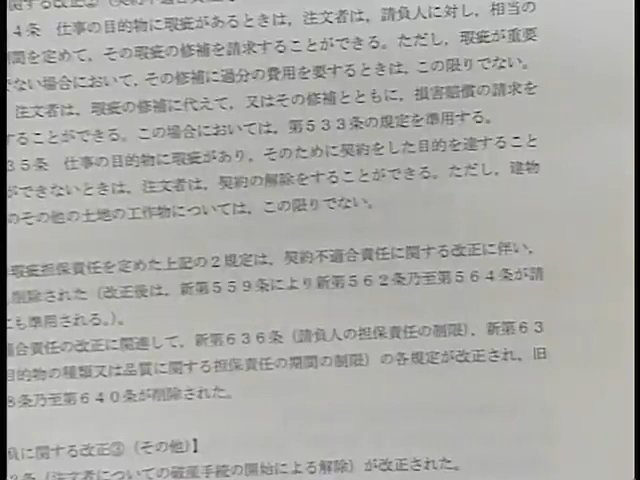 関する改正②（契約不適合責
4条　仕事の目的物に瑕疵があるときは，注文者は，請負人に対し，相当の
期間を定めて，その瑕疵の修補を請求することができる。ただし，瑕疵が重要
でない場合において，その修補に過分の費用を要するときは，この限りでない。
注文者は，瑕疵の修補に代えて，又はその修補とともに，損害賠償の請求を
することができる。この場合においては，第５３３条の規定を準用する。
３５条　仕事の目的物に瑕疵があり，そのために契約をした目的を達すること
ができないときは，注文者は，契約の解除をすることができる。ただし，建物
のその他の土地の工作物については，この限りでない。
瑕疵担保責任を定めた上記の２規定は，契約不適合責任に関する改正に伴い，
削除された（改正後は，新第５５９条により新第５６２条乃至第５６４条が請
にも準用される。）。
適合責任の改正に関連して，新第６３６条（請負人の担保責任の制限），新第６３
目的物の種類又は品質に関する担保責任の期間の制限）の各規定が改正され，旧
８条乃至第６４０条が削除された。
負に関する改正③（その他）】
2条（注文者についての破産手続の開始による解除）が改正された。